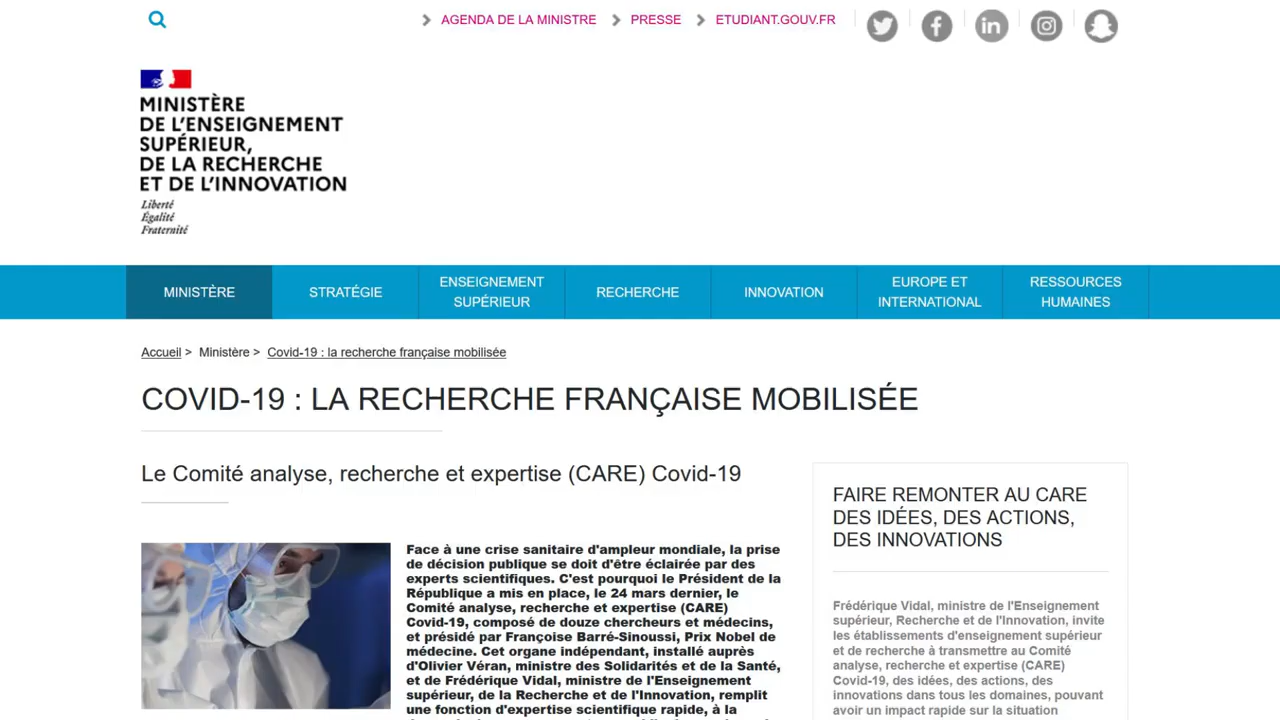 AGENDA DE LA MINISTRE PRESSE ETUDIANT.GOUV.FR
MINISTÈRE
DE L'ENSEIGNEMENT
SUPÉRIEUR,
DE LA RECHERCHE
ET DE L'INNOVATION
Liberté
Égalité
Fraternité
MINISTÈRE
STRATÉGIE
ENSEIGNEMENT
SUPÉRIEUR
RECHERCHE
INNOVATION
EUROPE ET
INTERNATIONAL
RESSOURCES
HUMAINES
Accueil > Ministère > Covid-19 : la recherche française mobilisée
COVID-19 : LA RECHERCHE FRANÇAISE MOBILISÉE
Le Comité analyse, recherche et expertise (CARE) Covid-19
Face à une crise sanitaire d'ampleur mondiale, la prise
de décision publique se doit d'être éclairée par des
experts scientifiques. C'est pourquoi le Président de la
République a mis en place, le 24 mars dernier, le
Comité analyse, recherche et expertise (CARE)
Covid-19, composé de douze chercheurs et médecins,
et présidé par Françoise Barré-Sinoussi, Prix Nobel de
médecine. Cet organe indépendant, installé auprès
d'Olivier Véran, ministre des Solidarités et de la Santé,
et de Frédérique Vidal, ministre de l'Enseignement
supérieur, de la Recherche et de l'Innovation, remplit
une fonction d'expertise scientifique rapide, à la
FAIRE REMONTER AU CARE
DES IDÉES, DES ACTIONS,
DES INNOVATIONS
Frédérique Vidal, ministre de l'Enseignement
supérieur, Recherche et de l'Innovation, invite
les établissements d'enseignement supérieur
et de recherche à transmettre au Comité
analyse, recherche et expertise (CARE)
Covid-19, des idées, des actions, des
innovations dans tous les domaines, pouvant
avoir un impact rapide sur la situation